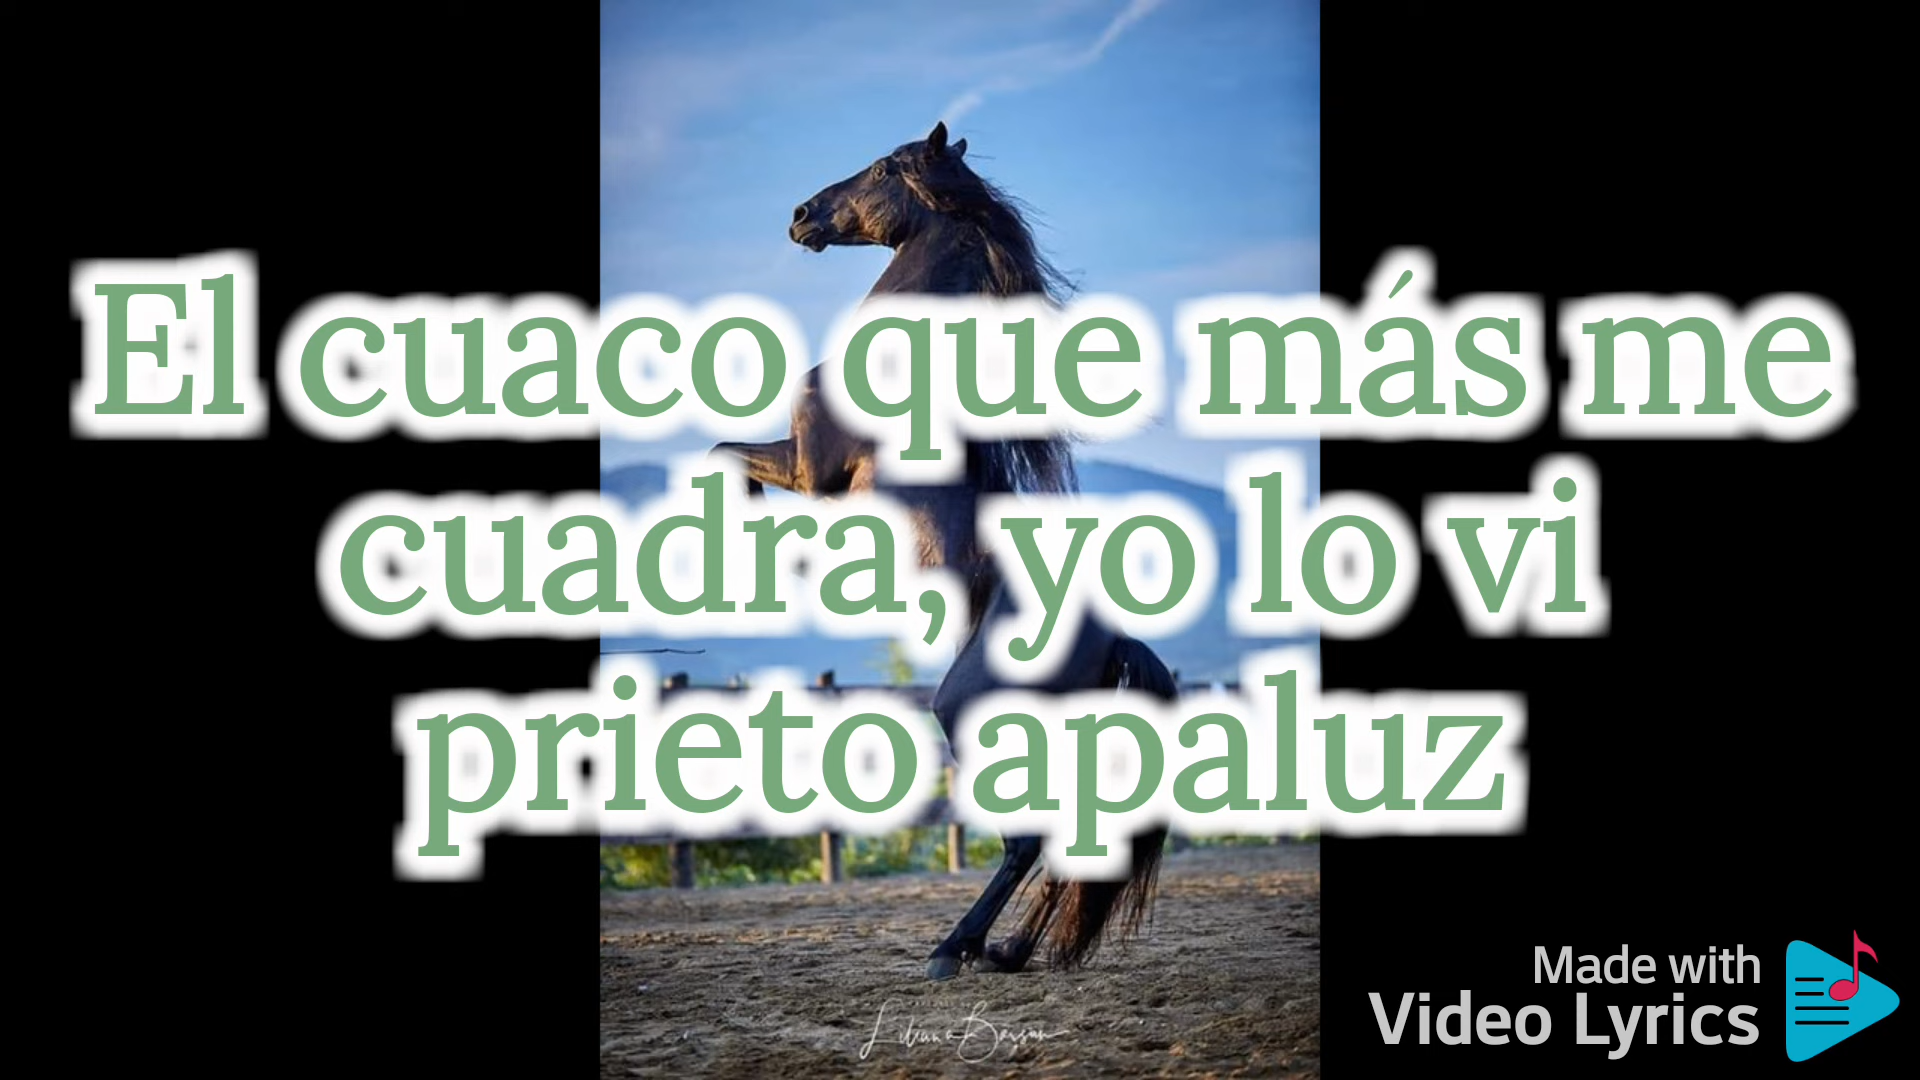 El cuaco que más me
cuadra, yo lo vi
prieto apaluz
Made with
Video Lyrics